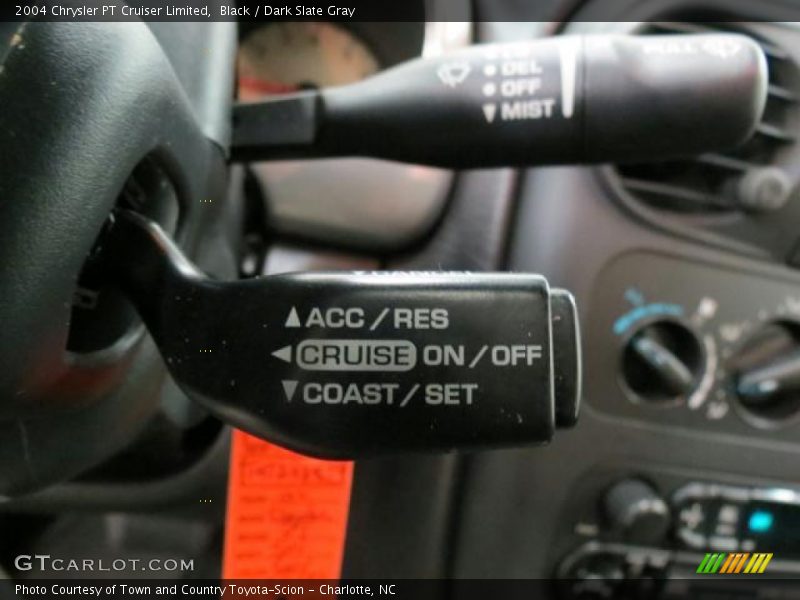 2004 Chrysler PT Cruiser Limited,  Black / Dark Slate Gray
DEL
OFF
MIST
ACC/RES
CRUISE ON/OFF
COAST/SET
GTCARLOT.COM
Photo Courtesy of Town and Country Toyota-Scion - Charlotte, NC